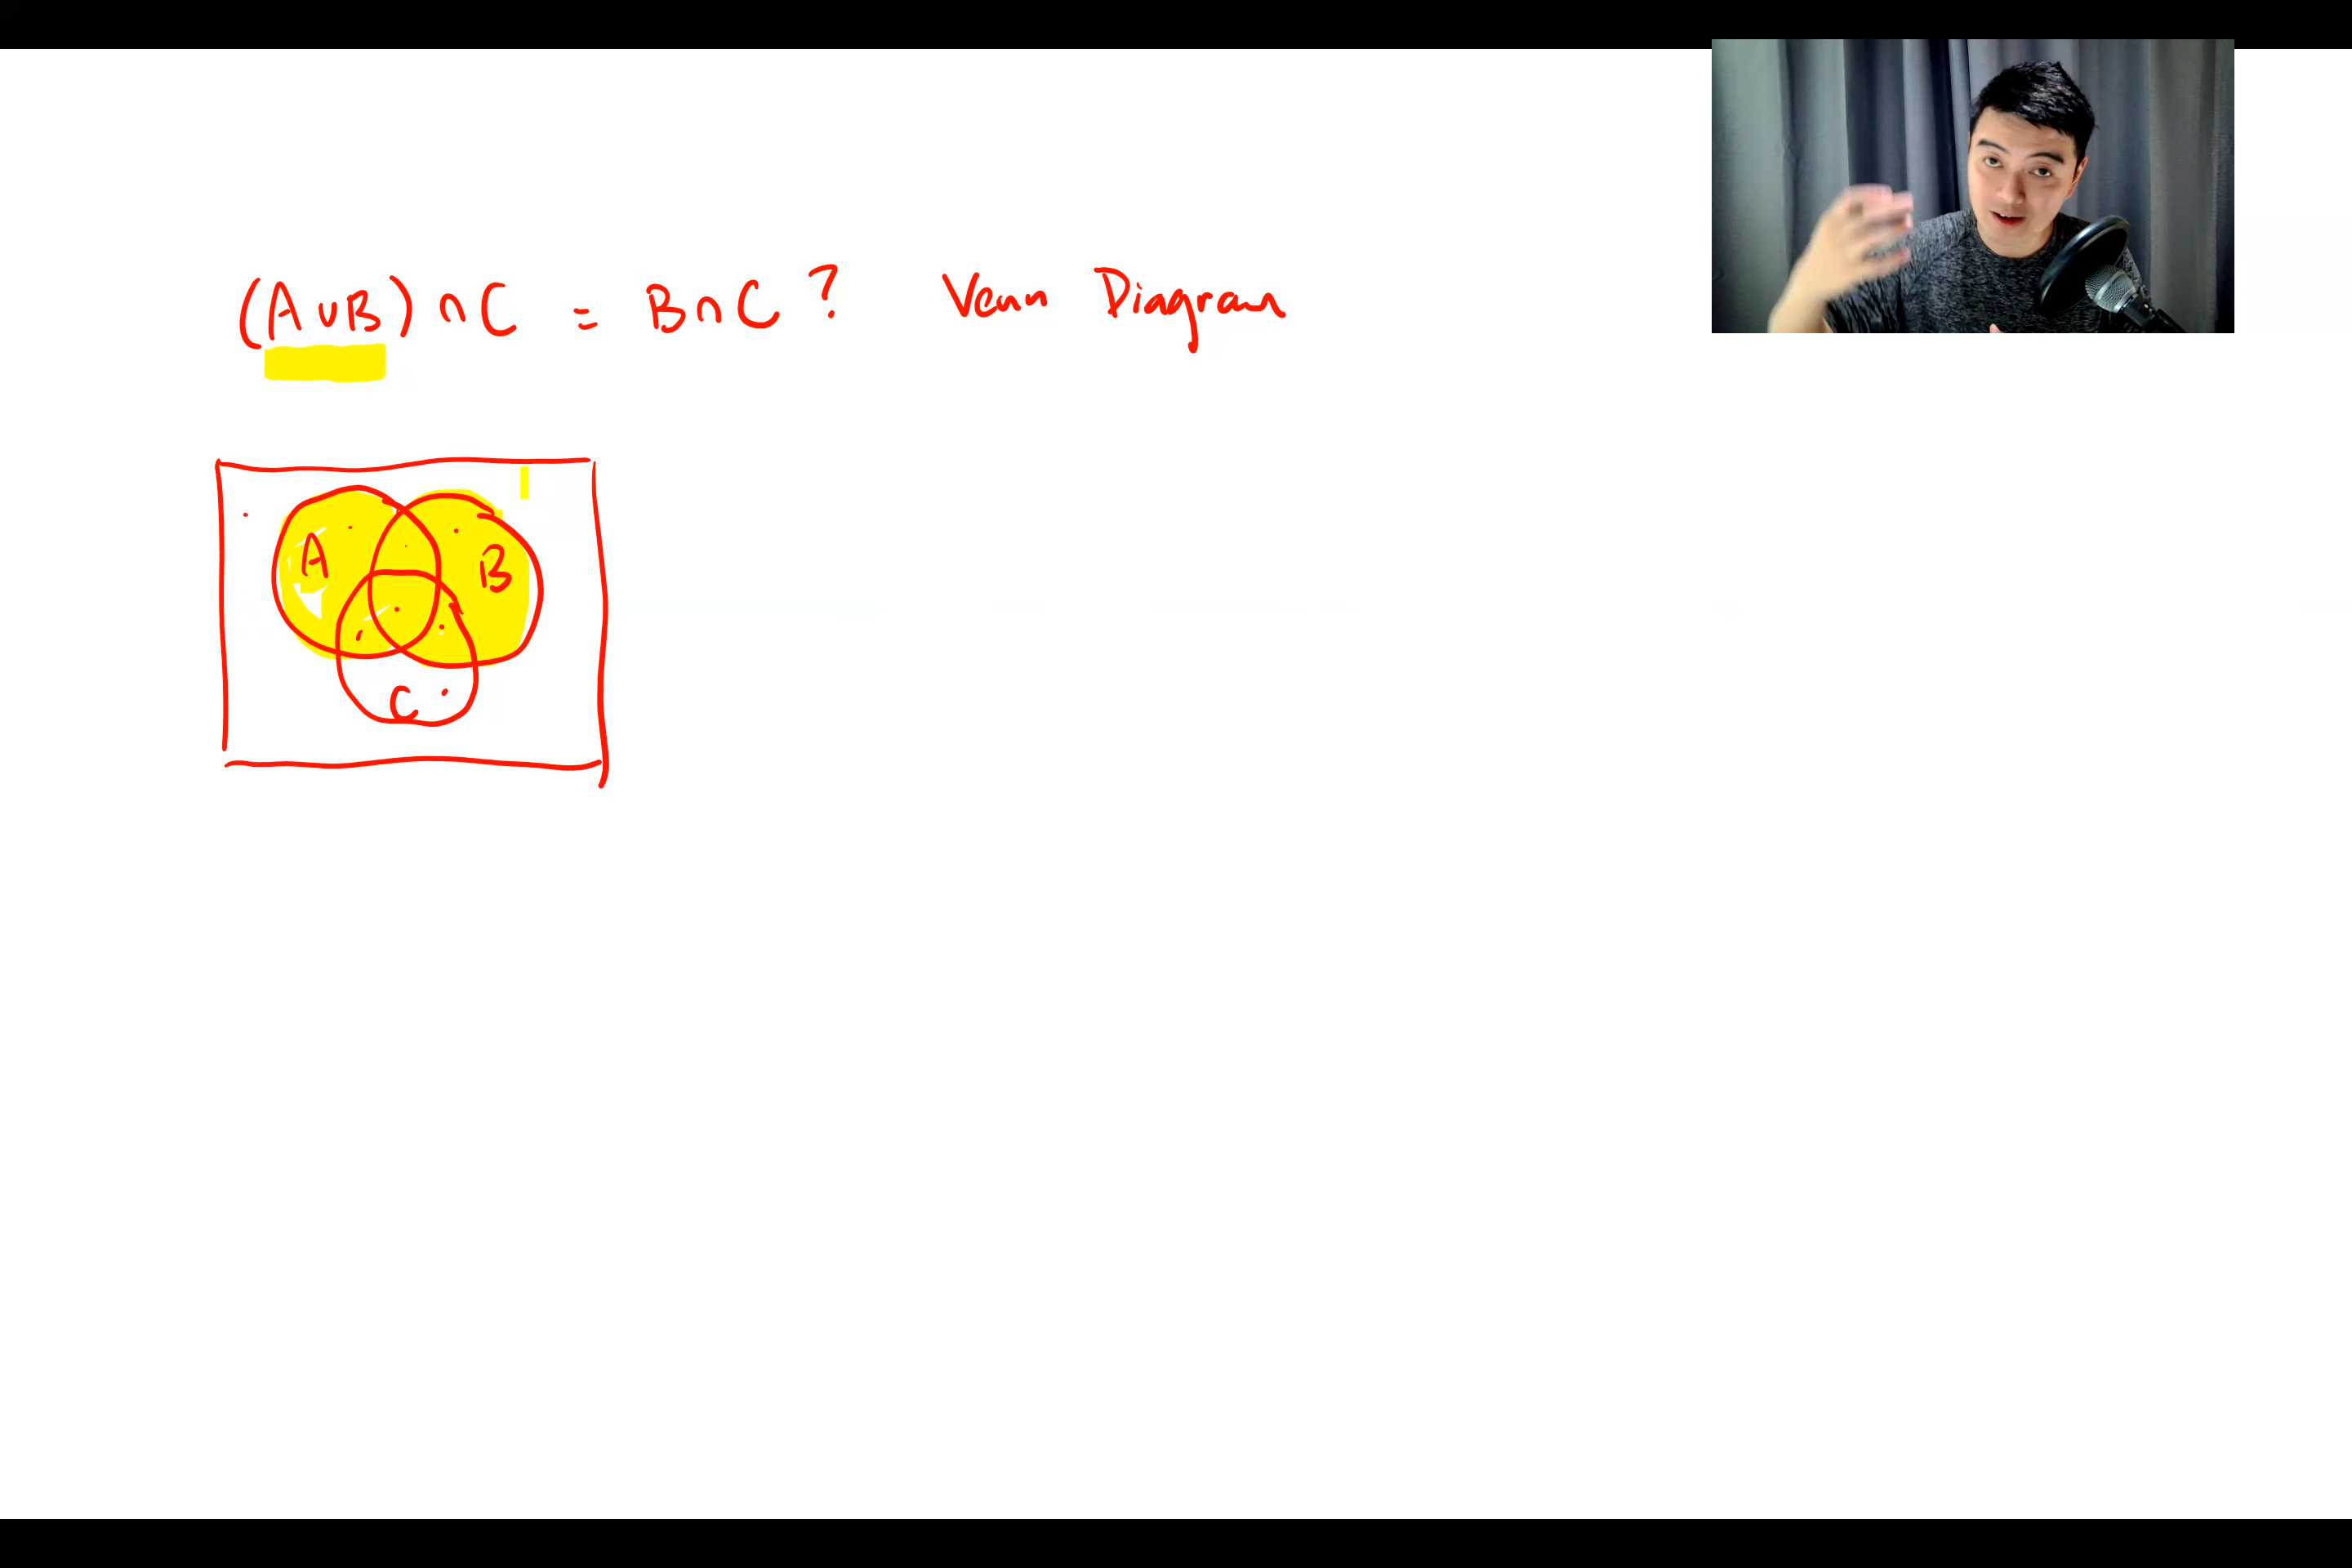 (A∪B)∩C = B∩C ? Venn Diagram
A
B
C